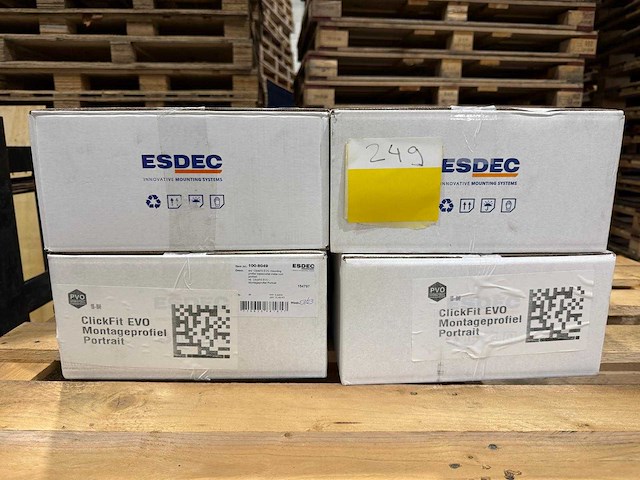 ESDEC
INNOVATIVE MOUNTING SYSTEMS
249
ESDEC
INNOVATIVE MOUNTING SYSTEMS
PVO
S-M
ClickFit EVO
Montageprofiel
Portrait
ESDEC
PVO
S-M
ClickFit EVO
Montageprofiel
Portrait